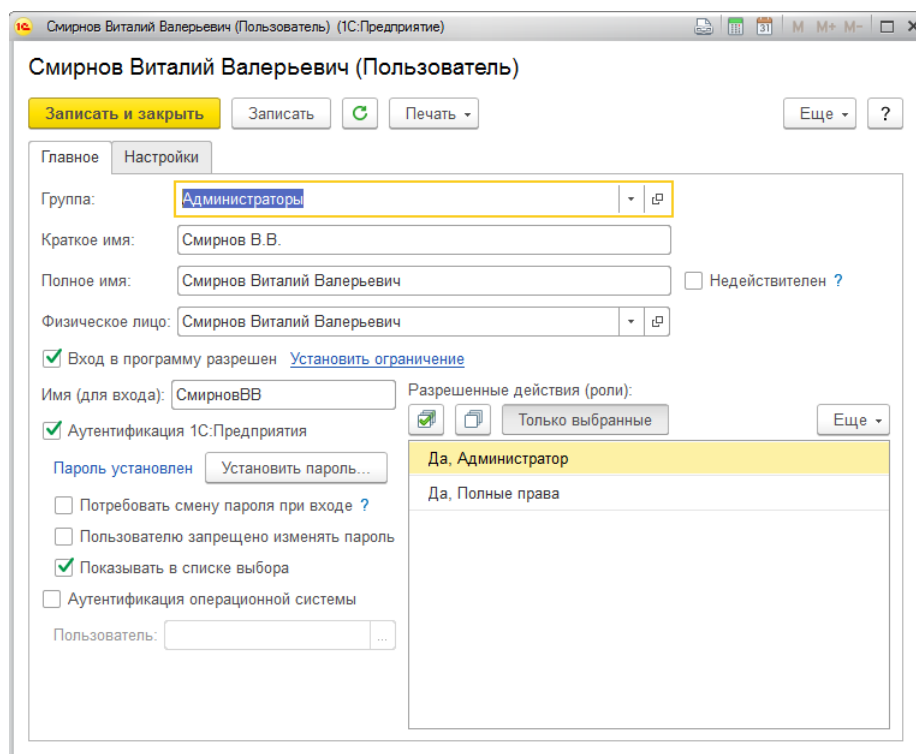 1С Смирнов Виталий Валерьевич (Пользователь) (1С:Предприятие) 31 M M+ M-
Смирнов Виталий Валерьевич (Пользователь)
Записать и закрыть Записать Печать Еще ?
Главное Настройки
Группа: Администраторы
Краткое имя: Смирнов В.В.
Полное имя: Смирнов Виталий Валерьевич Недействителен ?
Физическое лицо: Смирнов Виталий Валерьевич
Вход в программу разрешен Установить ограничение
Имя (для входа): СмирновВВ
Аутентификация 1С:Предприятия
Пароль установлен Установить пароль...
Потребовать смену пароля при входе ?
Пользователю запрещено изменять пароль
Показывать в списке выбора
Аутентификация операционной системы
Пользователь: ...
Разрешенные действия (роли):
Только выбранные Еще
Да, Администратор
Да, Полные права